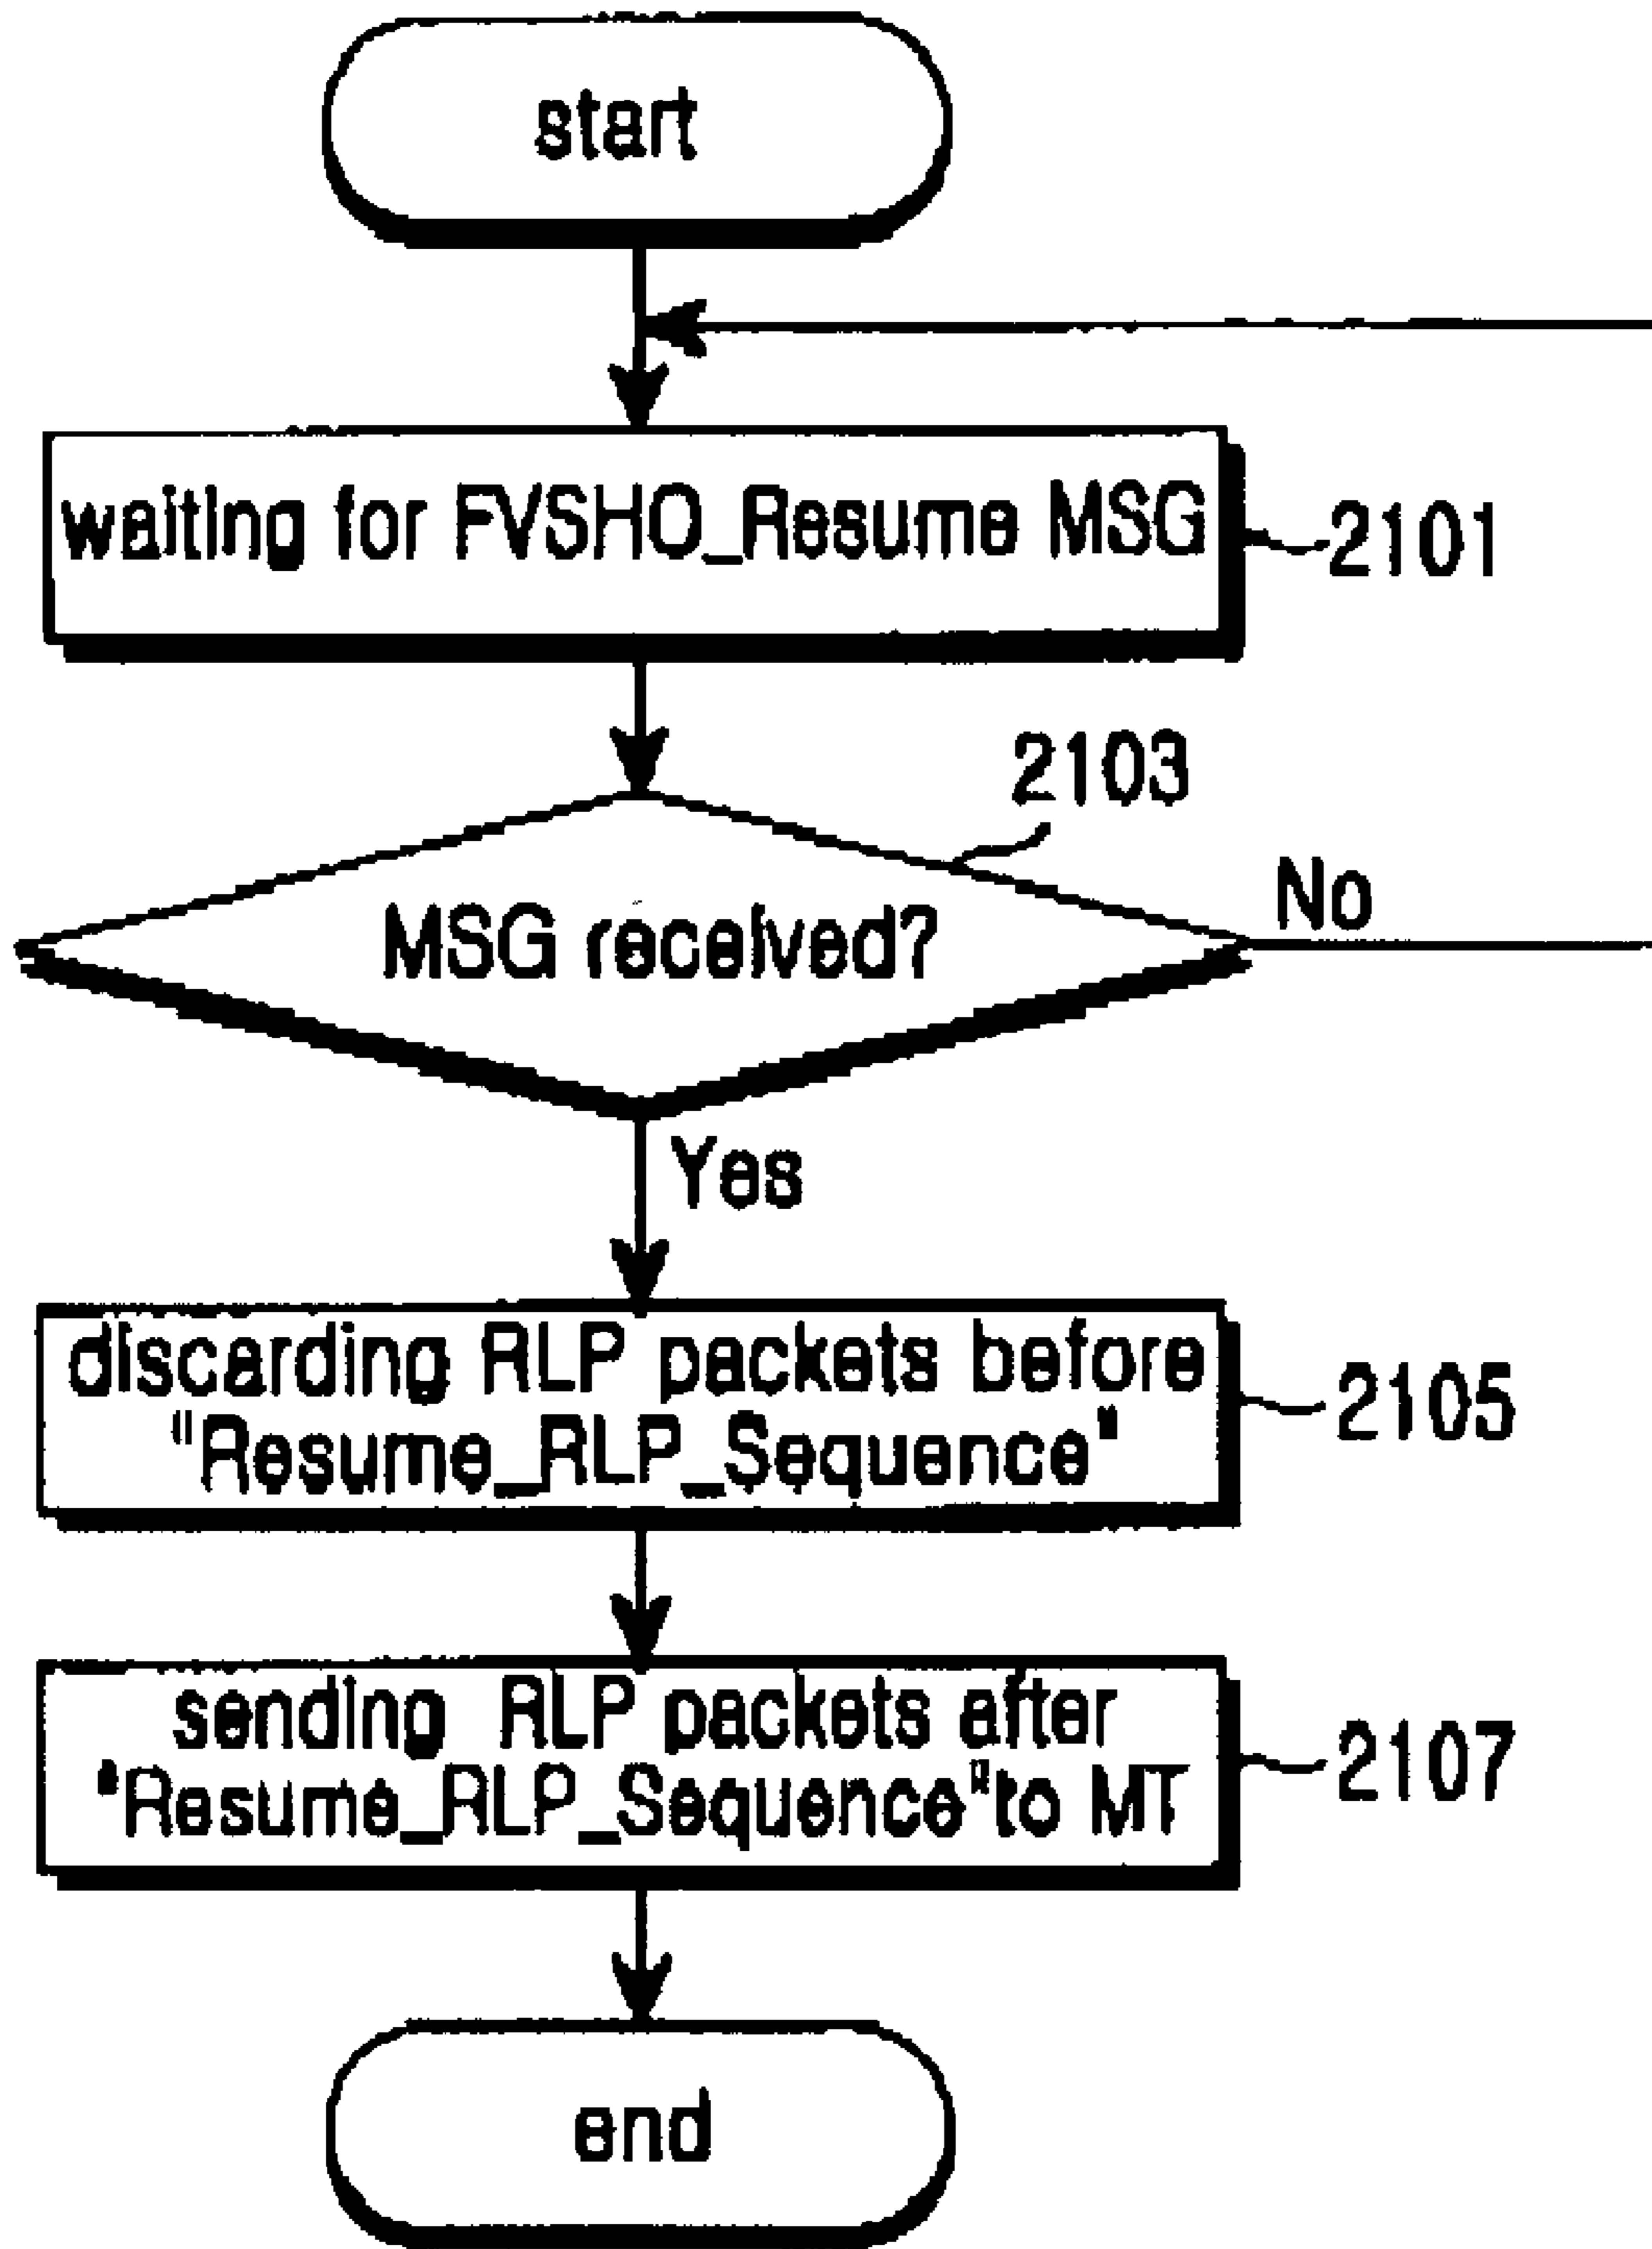 start
waiting for FVSHO_Resume MSG
2101
2103
MSG received?
No
Yes
discarding RLP packets before
"Resume_RLP_Sequence"
2105
sending RLP packets after
"Resume_RLP_Sequence" to MT
2107
end